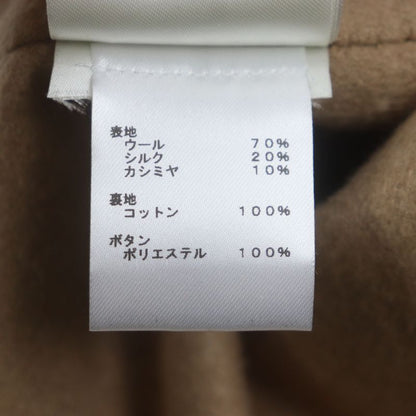 表地
ウール 70%
シルク 20%
カシミヤ 10%
裏地
コットン 100%
ボタン
ポリエステル 100%